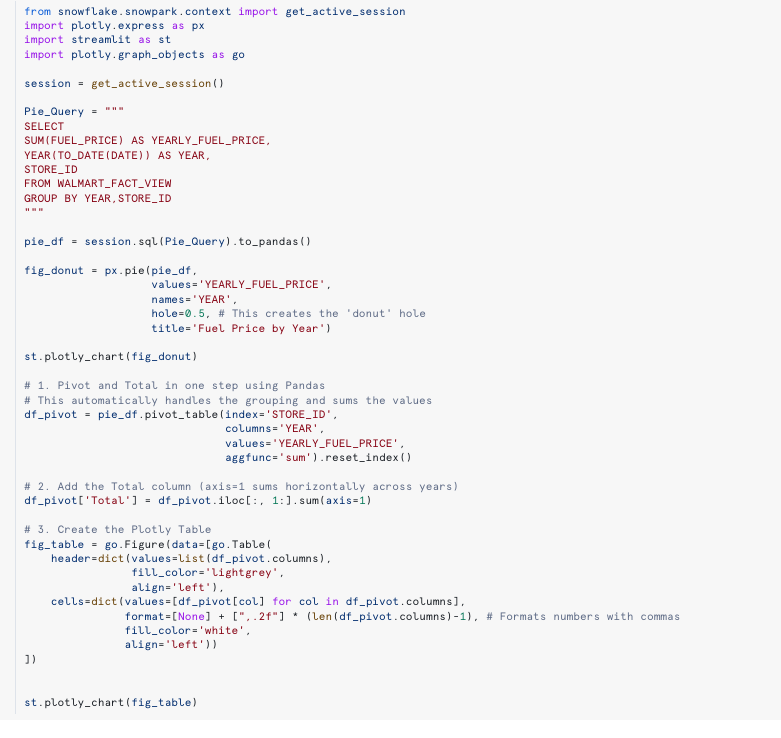 from snowflake.snowpark.context import get_active_session
import plotly.express as px
import streamlit as st
import plotly.graph_objects as go

session = get_active_session()

Pie_Query = """
SELECT
SUM(FUEL_PRICE) AS YEARLY_FUEL_PRICE,
YEAR(TO_DATE(DATE)) AS YEAR,
STORE_ID
FROM WALMART_FACT_VIEW
GROUP BY YEAR,STORE_ID
"""

pie_df = session.sql(Pie_Query).to_pandas()

fig_donut = px.pie(pie_df,
                   values='YEARLY_FUEL_PRICE',
                   names='YEAR',
                   hole=0.5, # This creates the 'donut' hole
                   title='Fuel Price by Year')

st.plotly_chart(fig_donut)

# 1. Pivot and Total in one step using Pandas
# This automatically handles the grouping and sums the values
df_pivot = pie_df.pivot_table(index='STORE_ID',
                              columns='YEAR',
                              values='YEARLY_FUEL_PRICE',
                              aggfunc='sum').reset_index()

# 2. Add the Total column (axis=1 sums horizontally across years)
df_pivot['Total'] = df_pivot.iloc[:, 1:].sum(axis=1)

# 3. Create the Plotly Table
fig_table = go.Figure(data=[go.Table(
    header=dict(values=list(df_pivot.columns),
                fill_color='lightgrey',
                align='left'),
    cells=dict(values=[df_pivot[col] for col in df_pivot.columns],
               format=[None] + [",.2f"] * (len(df_pivot.columns)-1), # Formats numbers with commas
               fill_color='white',
               align='left'))
])

st.plotly_chart(fig_table)